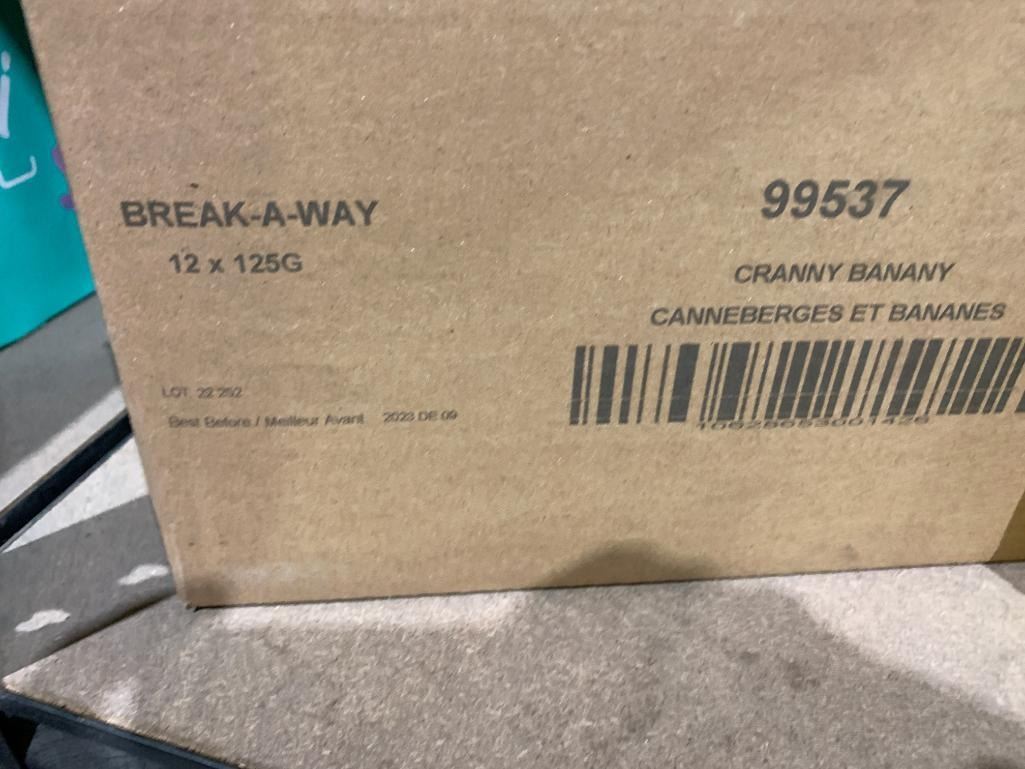 BREAK-A-WAY
12 x 125G
99537
CRANNY BANANY
CANNEBERGES ET BANANES
LOT 22 252
Best Before / Meilleur Avant 2023 DE 09